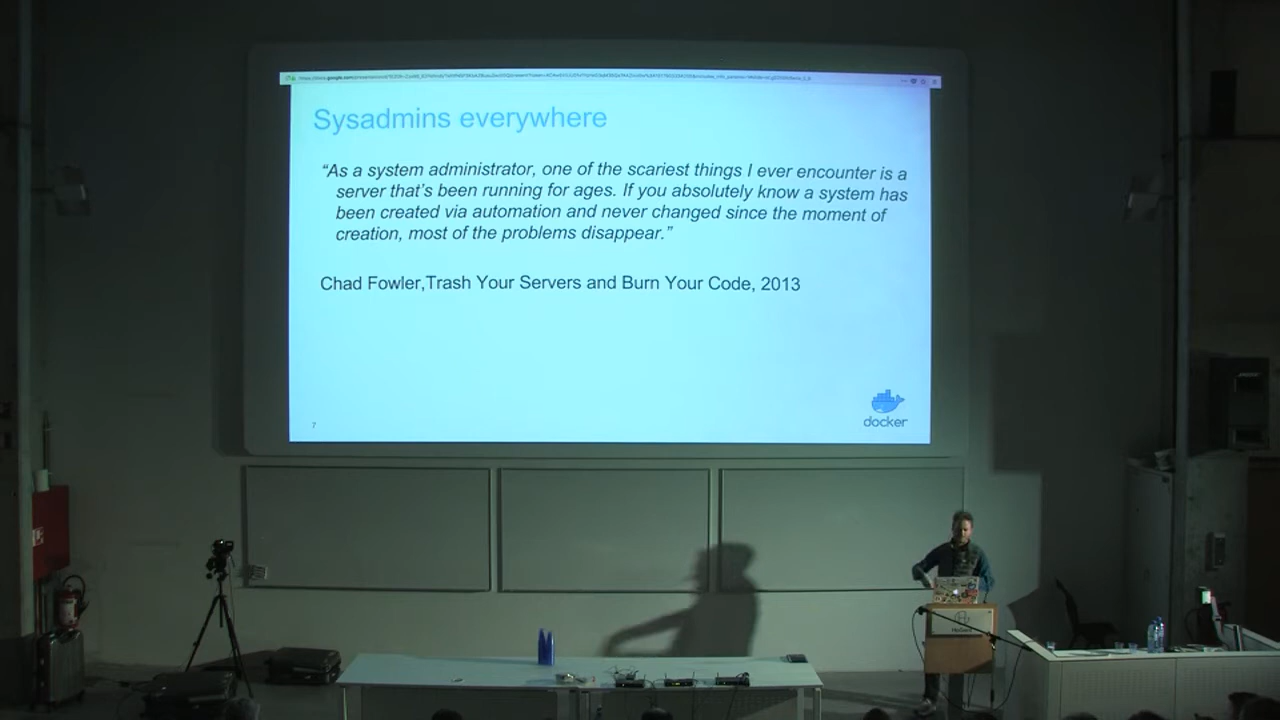 Sysadmins everywhere
“As a system administrator, one of the scariest things I ever encounter is a
server that’s been running for ages. If you absolutely know a system has
been created via automation and never changed since the moment of
creation, most of the problems disappear.”
Chad Fowler,Trash Your Servers and Burn Your Code, 2013
7
docker